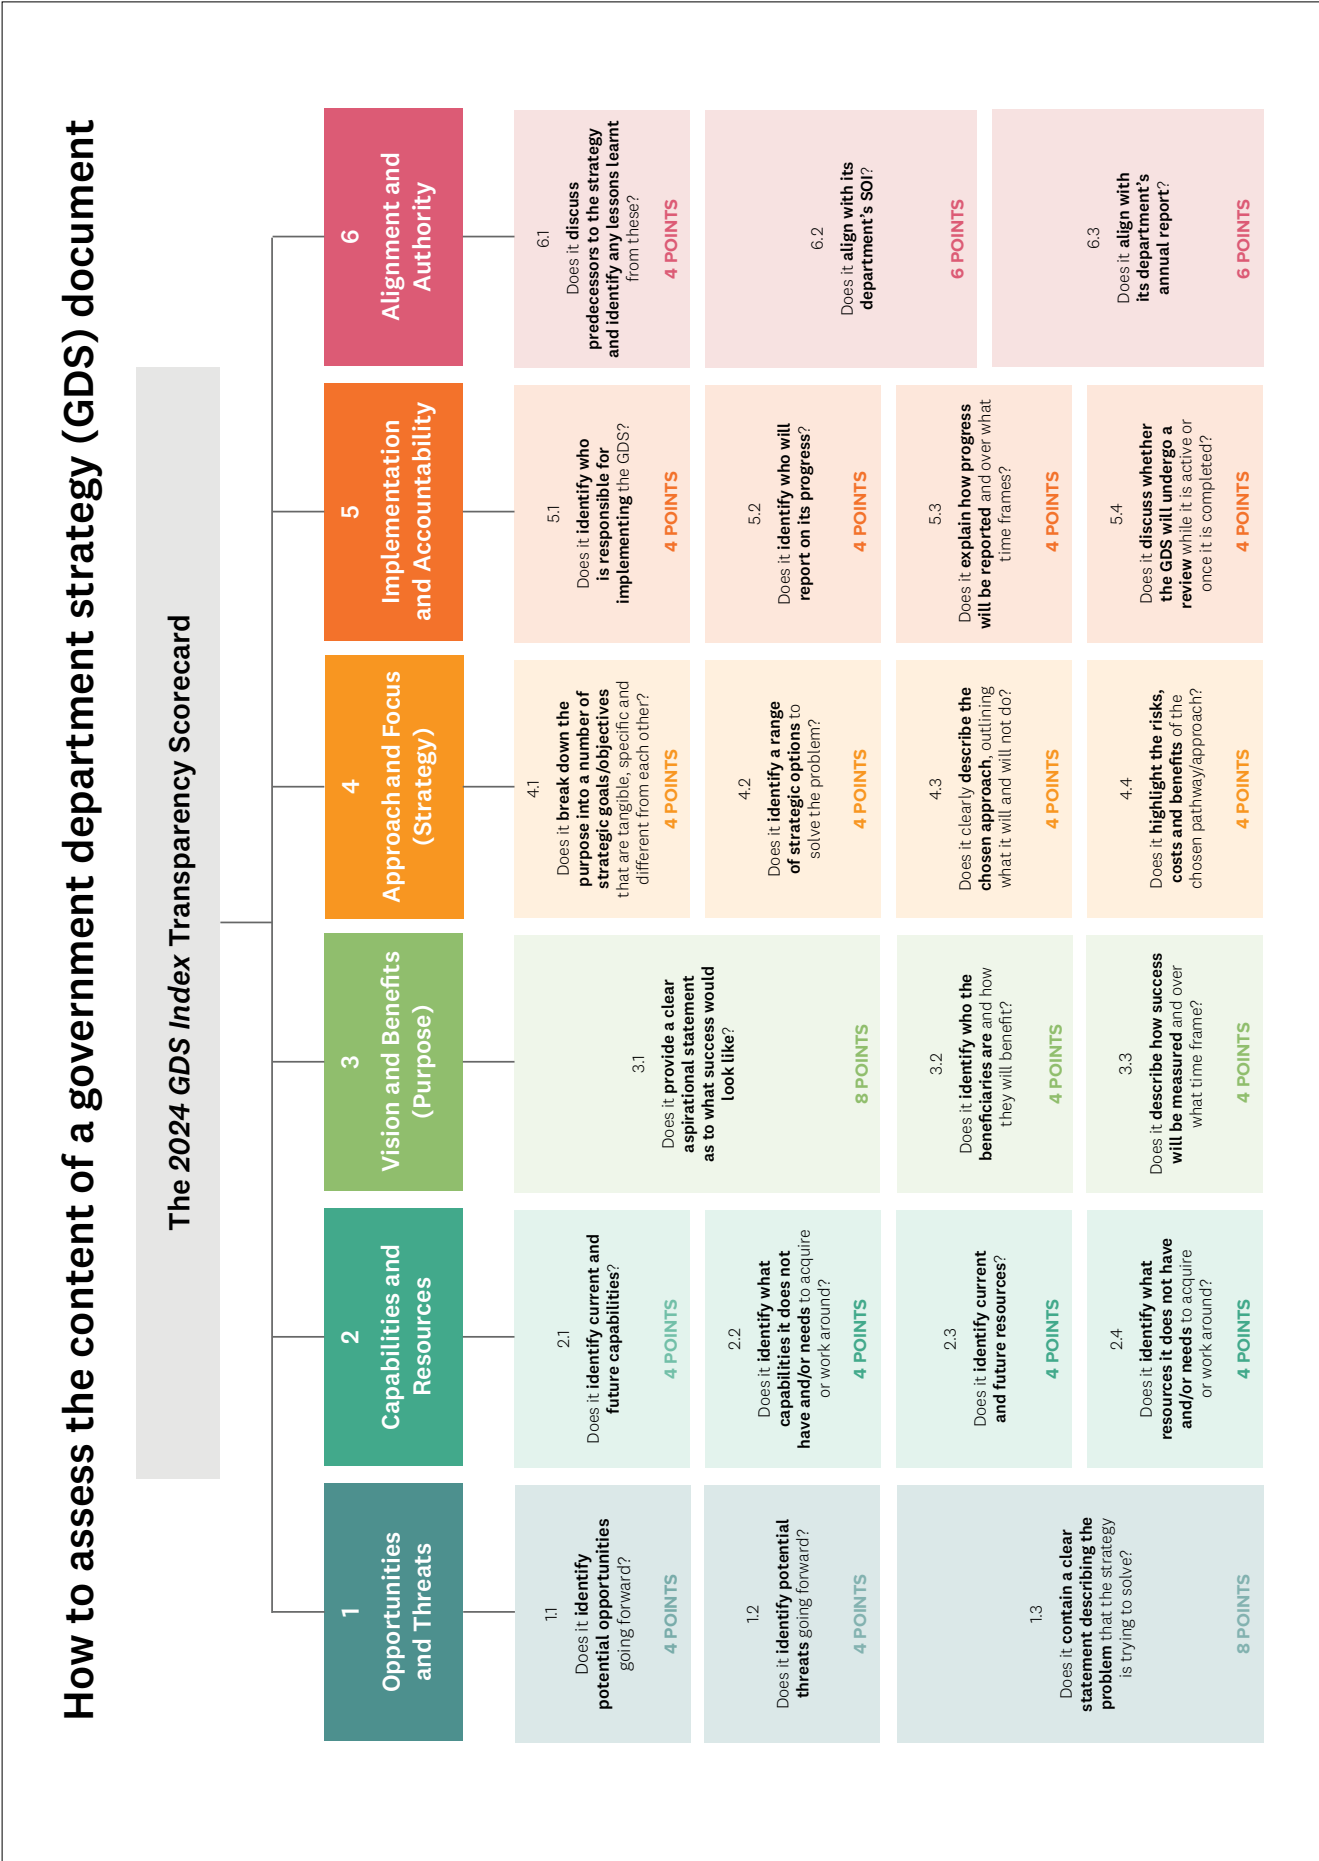 How to assess the content of a government department strategy (GDS) document
The 2024 GDS Index Transparency Scorecard
1
Opportunities
and Threats
1.1
Does it identify
potential opportunities
going forward?
4 POINTS
1.2
Does it identify potential
threats going forward?
4 POINTS
1.3
Does it contain a clear
statement describing the
problem that the strategy
is trying to solve?
8 POINTS
2
Capabilities and
Resources
2.1
Does it identify current and
future capabilities?
4 POINTS
2.2
Does it identify what
capabilities it does not
have and/or needs to acquire
or work around?
4 POINTS
2.3
Does it identify current
and future resources?
4 POINTS
2.4
Does it identify what
resources it does not have
and/or needs to acquire
or work around?
4 POINTS
3
Vision and Benefits
(Purpose)
3.1
Does it provide a clear
aspirational statement
as to what success would
look like?
8 POINTS
3.2
Does it identify who the
beneficiaries are and how
they will benefit?
4 POINTS
3.3
Does it describe how success
will be measured and over
what time frame?
4 POINTS
4
Approach and Focus
(Strategy)
4.1
Does it break down the
purpose into a number of
strategic goals/objectives
that are tangible, specific and
different from each other?
4 POINTS
4.2
Does it identify a range
of strategic options to
solve the problem?
4 POINTS
4.3
Does it clearly describe the
chosen approach, outlining
what it will and will not do?
4 POINTS
4.4
Does it highlight the risks,
costs and benefits of the
chosen pathway/approach?
4 POINTS
5
Implementation
and Accountability
5.1
Does it identify who
is responsible for
implementing the GDS?
4 POINTS
5.2
Does it identify who will
report on its progress?
4 POINTS
5.3
Does it explain how progress
will be reported and over what
time frames?
4 POINTS
5.4
Does it discuss whether
the GDS will undergo a
review while it is active or
once it is completed?
4 POINTS
6
Alignment and
Authority
6.1
Does it discuss
predecessors to the strategy
and identify any lessons learnt
from these?
4 POINTS
6.2
Does it align with its
department's SOI?
6 POINTS
6.3
Does it align with
its department's
annual report?
6 POINTS